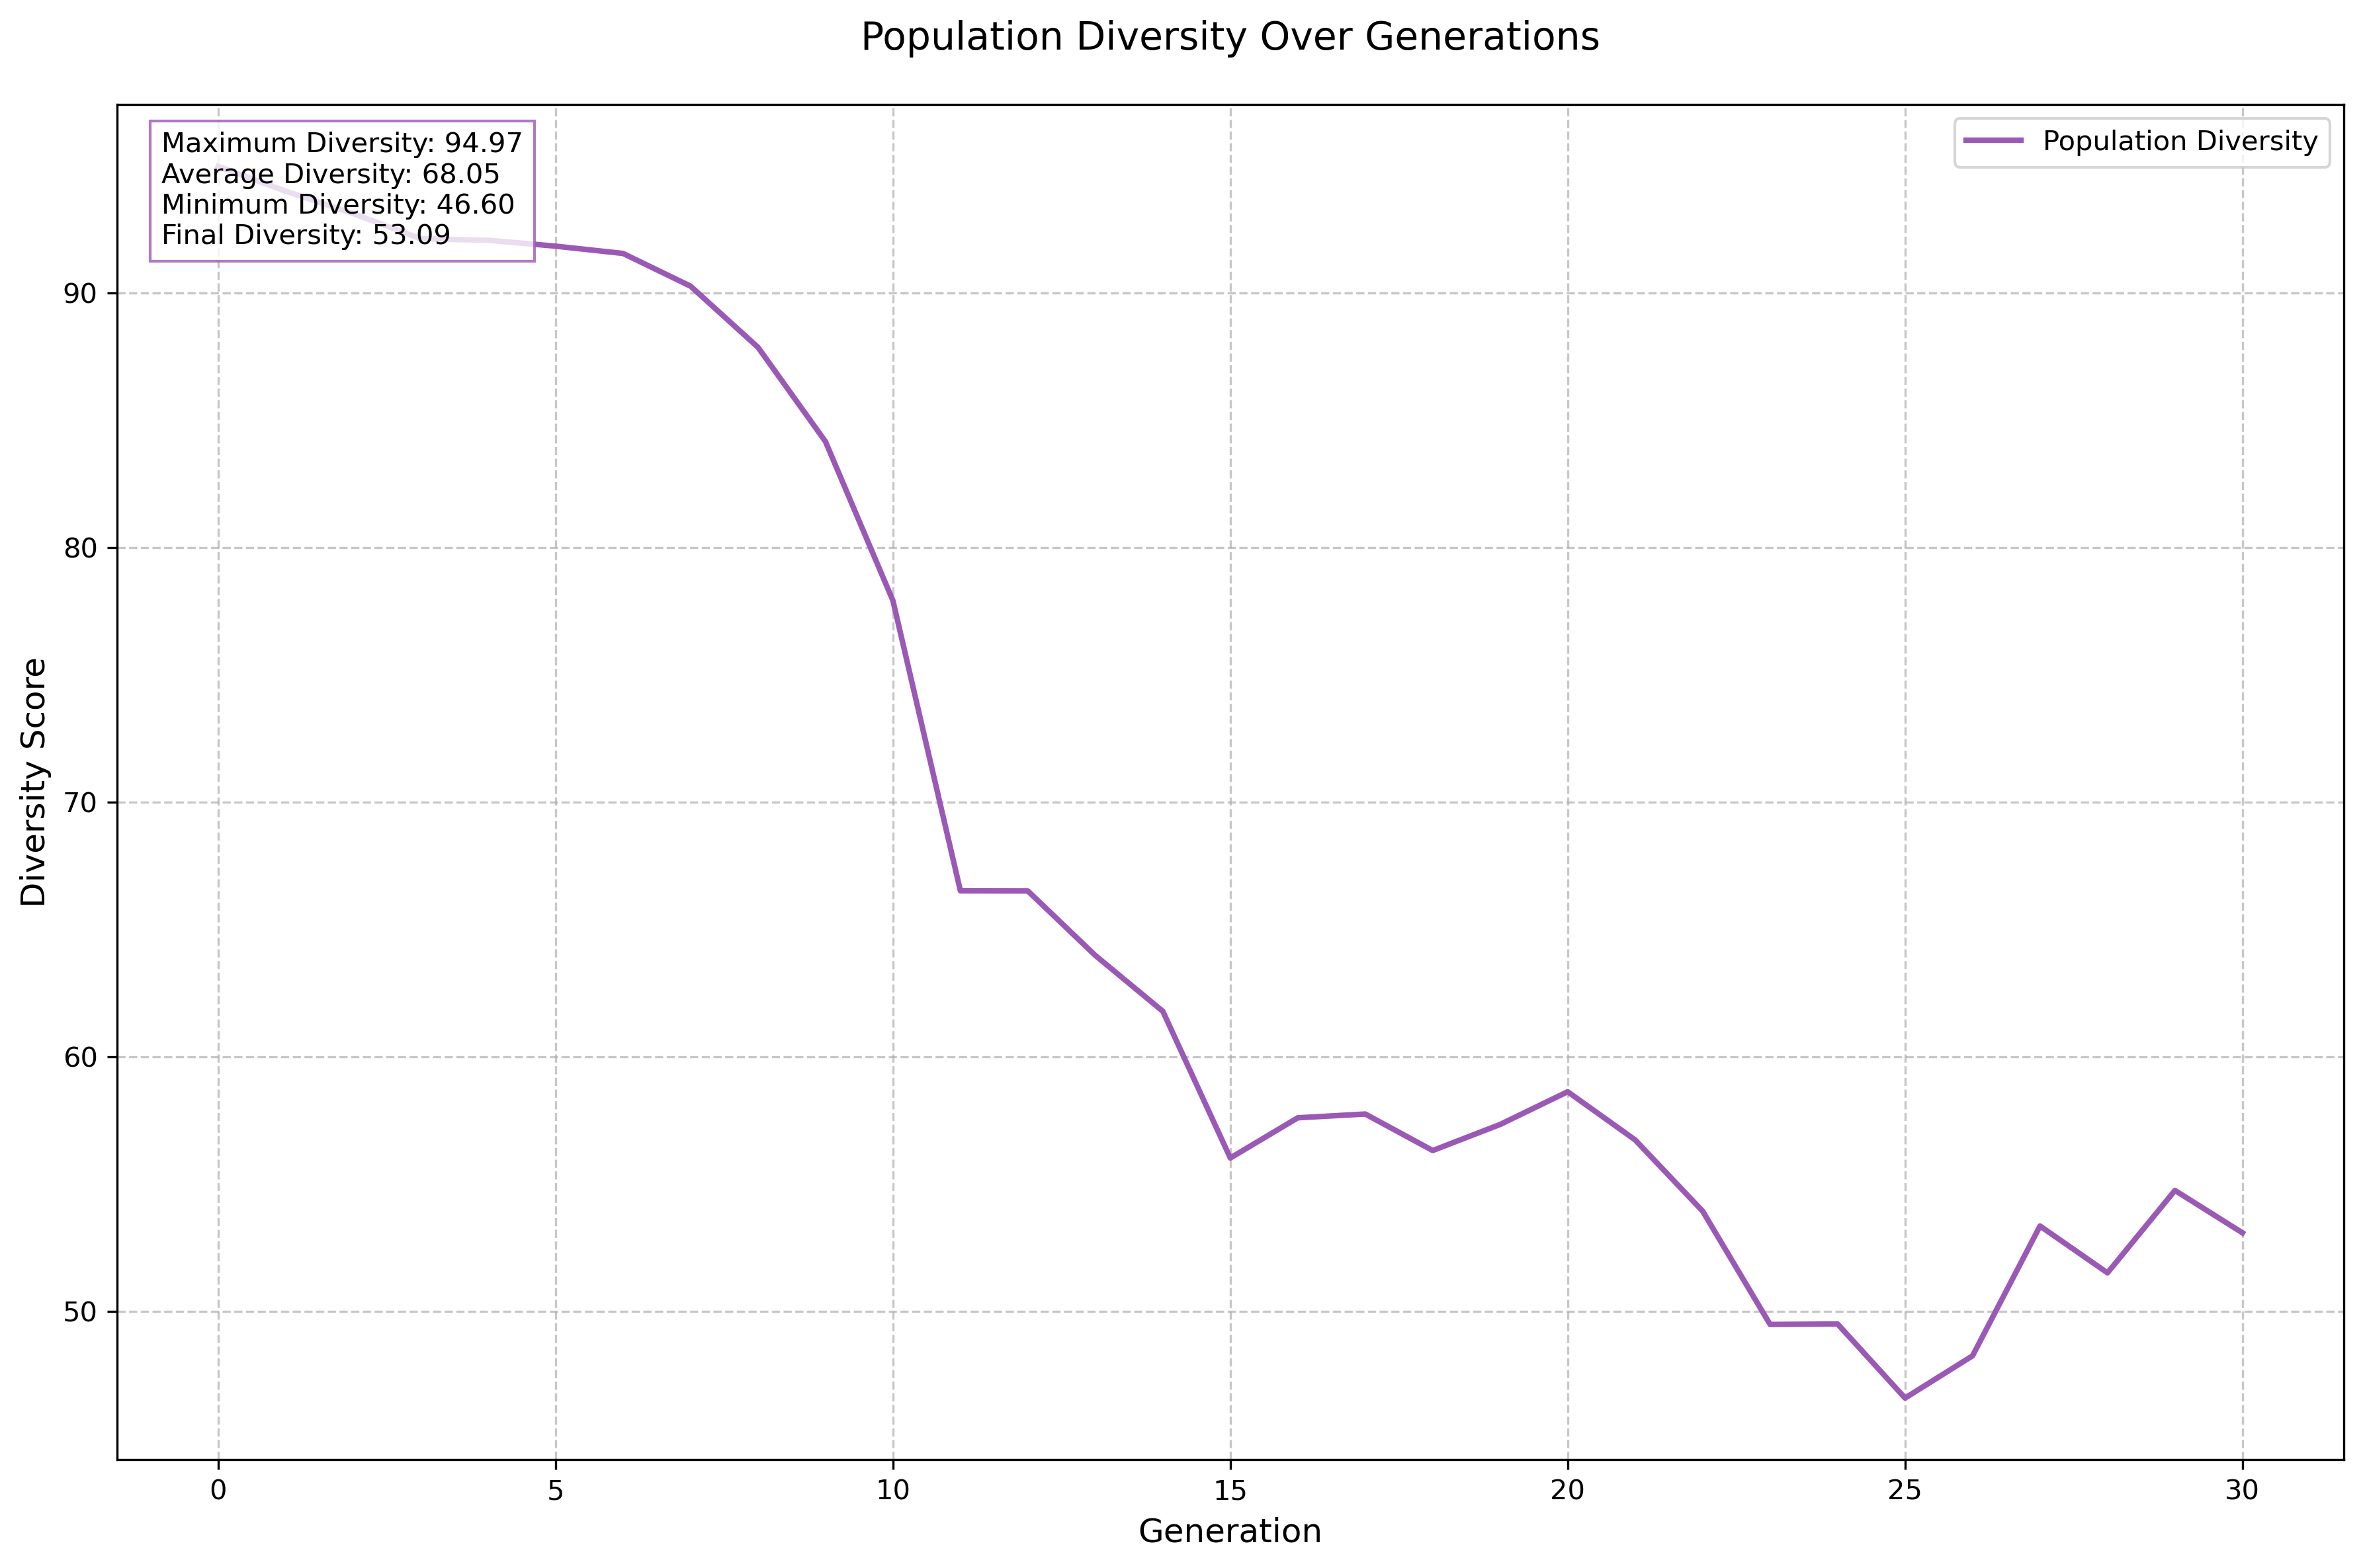 Population Diversity Over Generations
Maximum Diversity: 94.97
Average Diversity: 68.05
Minimum Diversity: 46.60
Final Diversity: 53.09
Population Diversity
90
80
70
60
50
Diversity Score
0 5 10 15 20 25 30
Generation